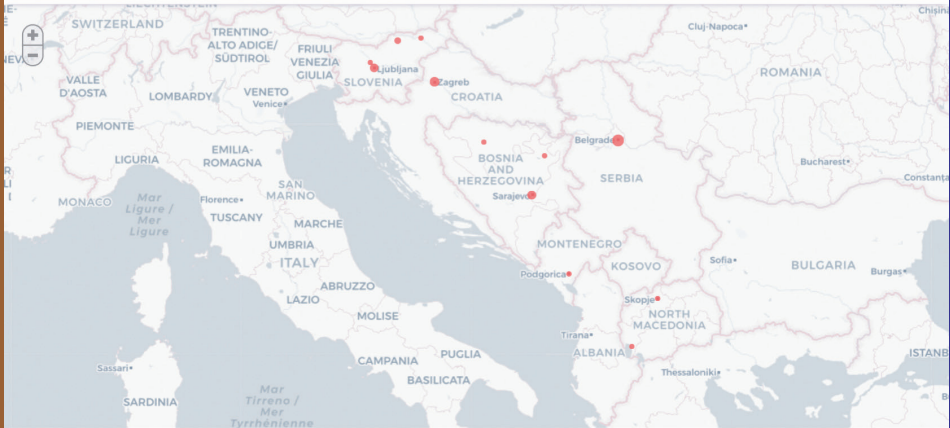 LIECHTENSTEIN
SWITZERLAND
TRENTINO-
ALTO ADIGE/
SÜDTIROL
FRIULI
VENEZIA
GIULIA
Ljubljana
SLOVENIA
Zagreb
CROATIA
Cluj-Napoca
ROMANIA
VALLE
D'AOSTA
LOMBARDY
VENETO
Venice
PIEMONTE
EMILIA-
ROMAGNA
LIGURIA
BOSNIA
AND
HERZEGOVINA
Sarajevo
Belgrade
SERBIA
Bucharest
Constanța
MONACO
Mar
Ligure /
Mer
Ligure
Florence
SAN
MARINO
TUSCANY
MARCHE
UMBRIA
ITALY
ABRUZZO
LAZIO
MOLISE
MONTENEGRO
Podgorica
KOSOVO
Sofia
BULGARIA
Burgas
Skopje
NORTH
MACEDONIA
Tirana
ALBANIA
Thessaloniki
ISTANB
CAMPANIA
PUGLIA
BASILICATA
Sassari
SARDINIA
Mar
Tirreno /
Mer
Tyrrhénienne